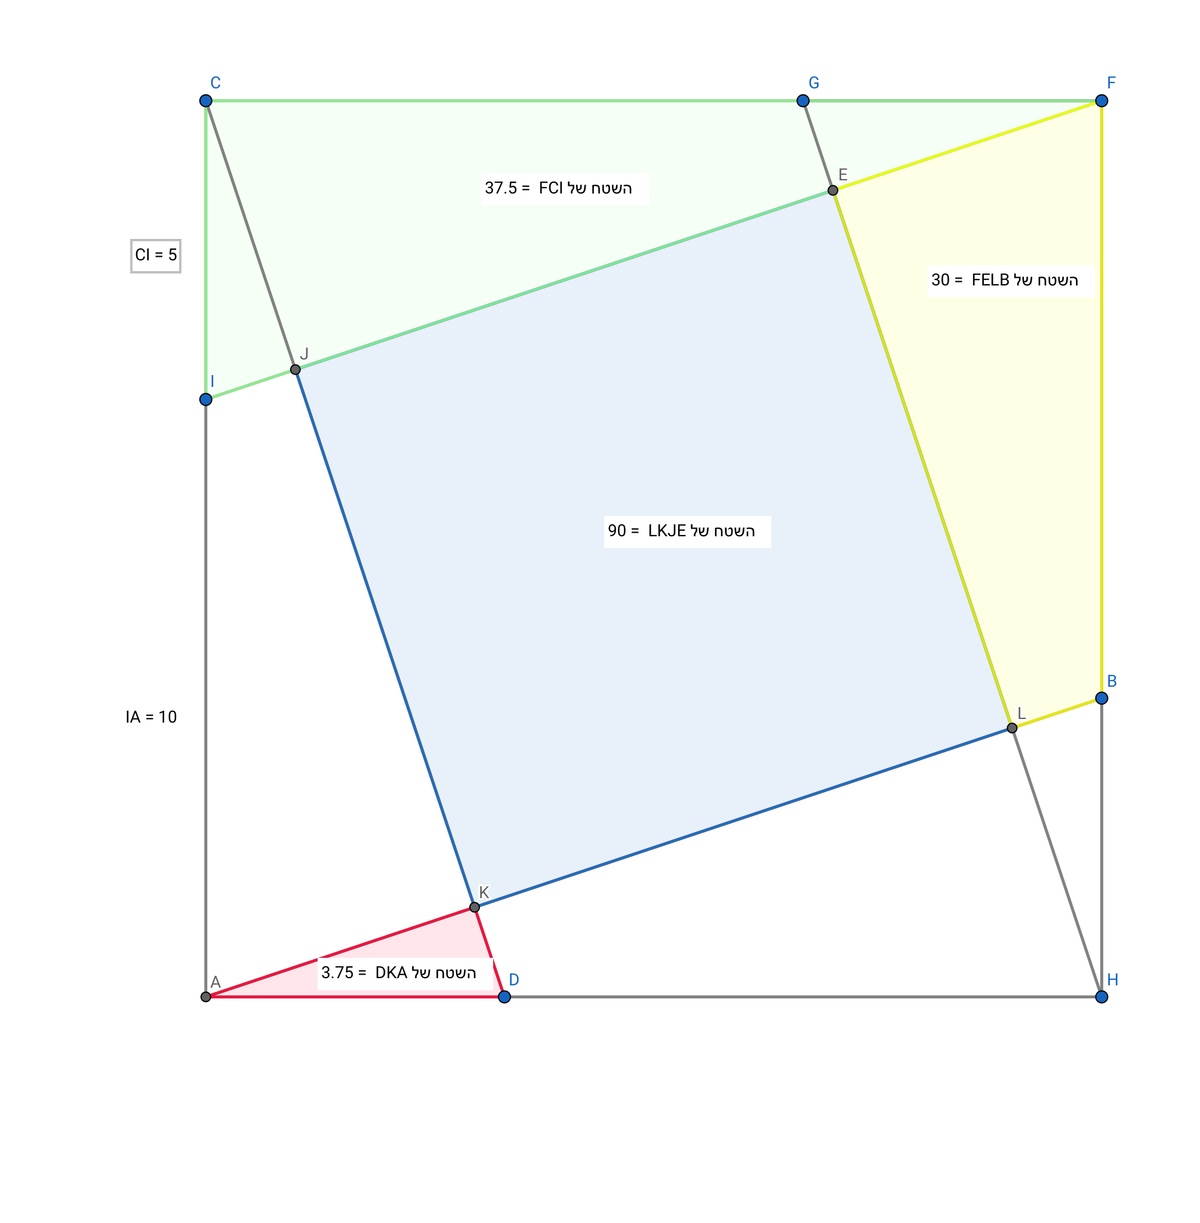 C
G
F
E
השטח של FCI = 37.5
CI = 5
השטח של FELB = 30
J
I
השטח של LKJE = 90
B
L
IA = 10
K
השטח של DKA = 3.75
A
D
H